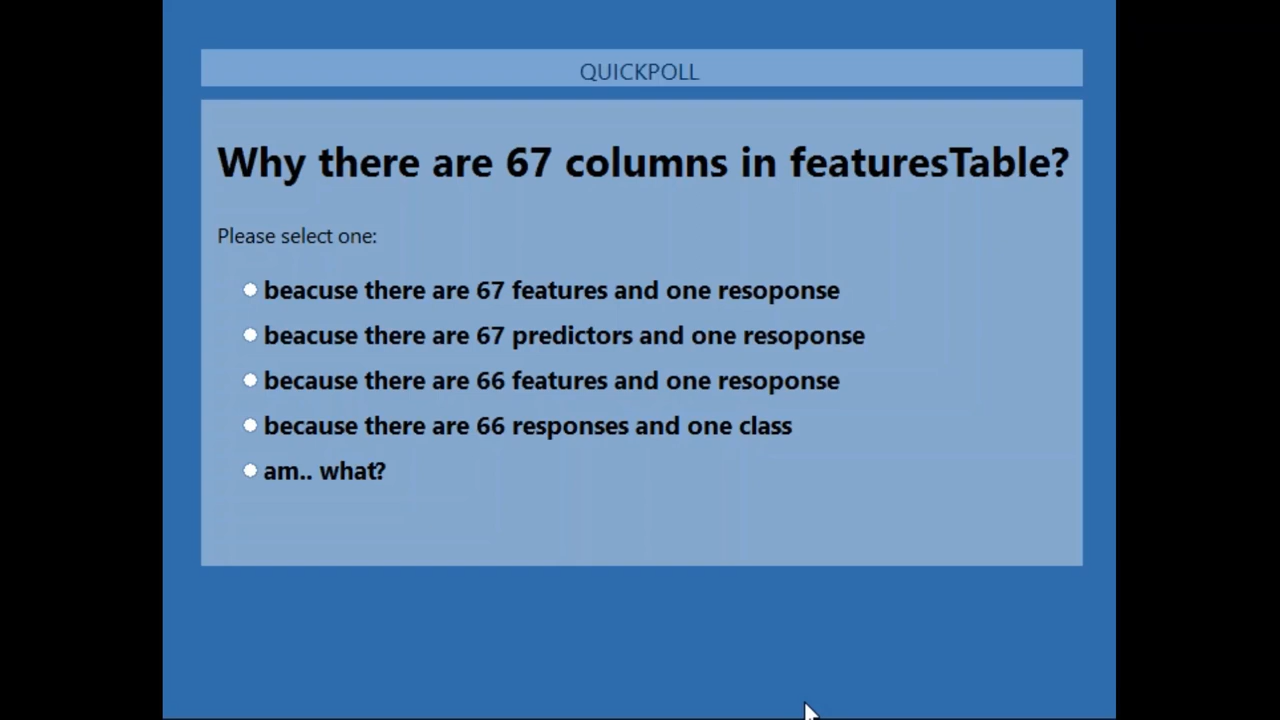 QUICKPOLL
Why there are 67 columns in featuresTable?
Please select one:
beacuse there are 67 features and one resoponse
beacuse there are 67 predictors and one resoponse
because there are 66 features and one resoponse
because there are 66 responses and one class
am.. what?